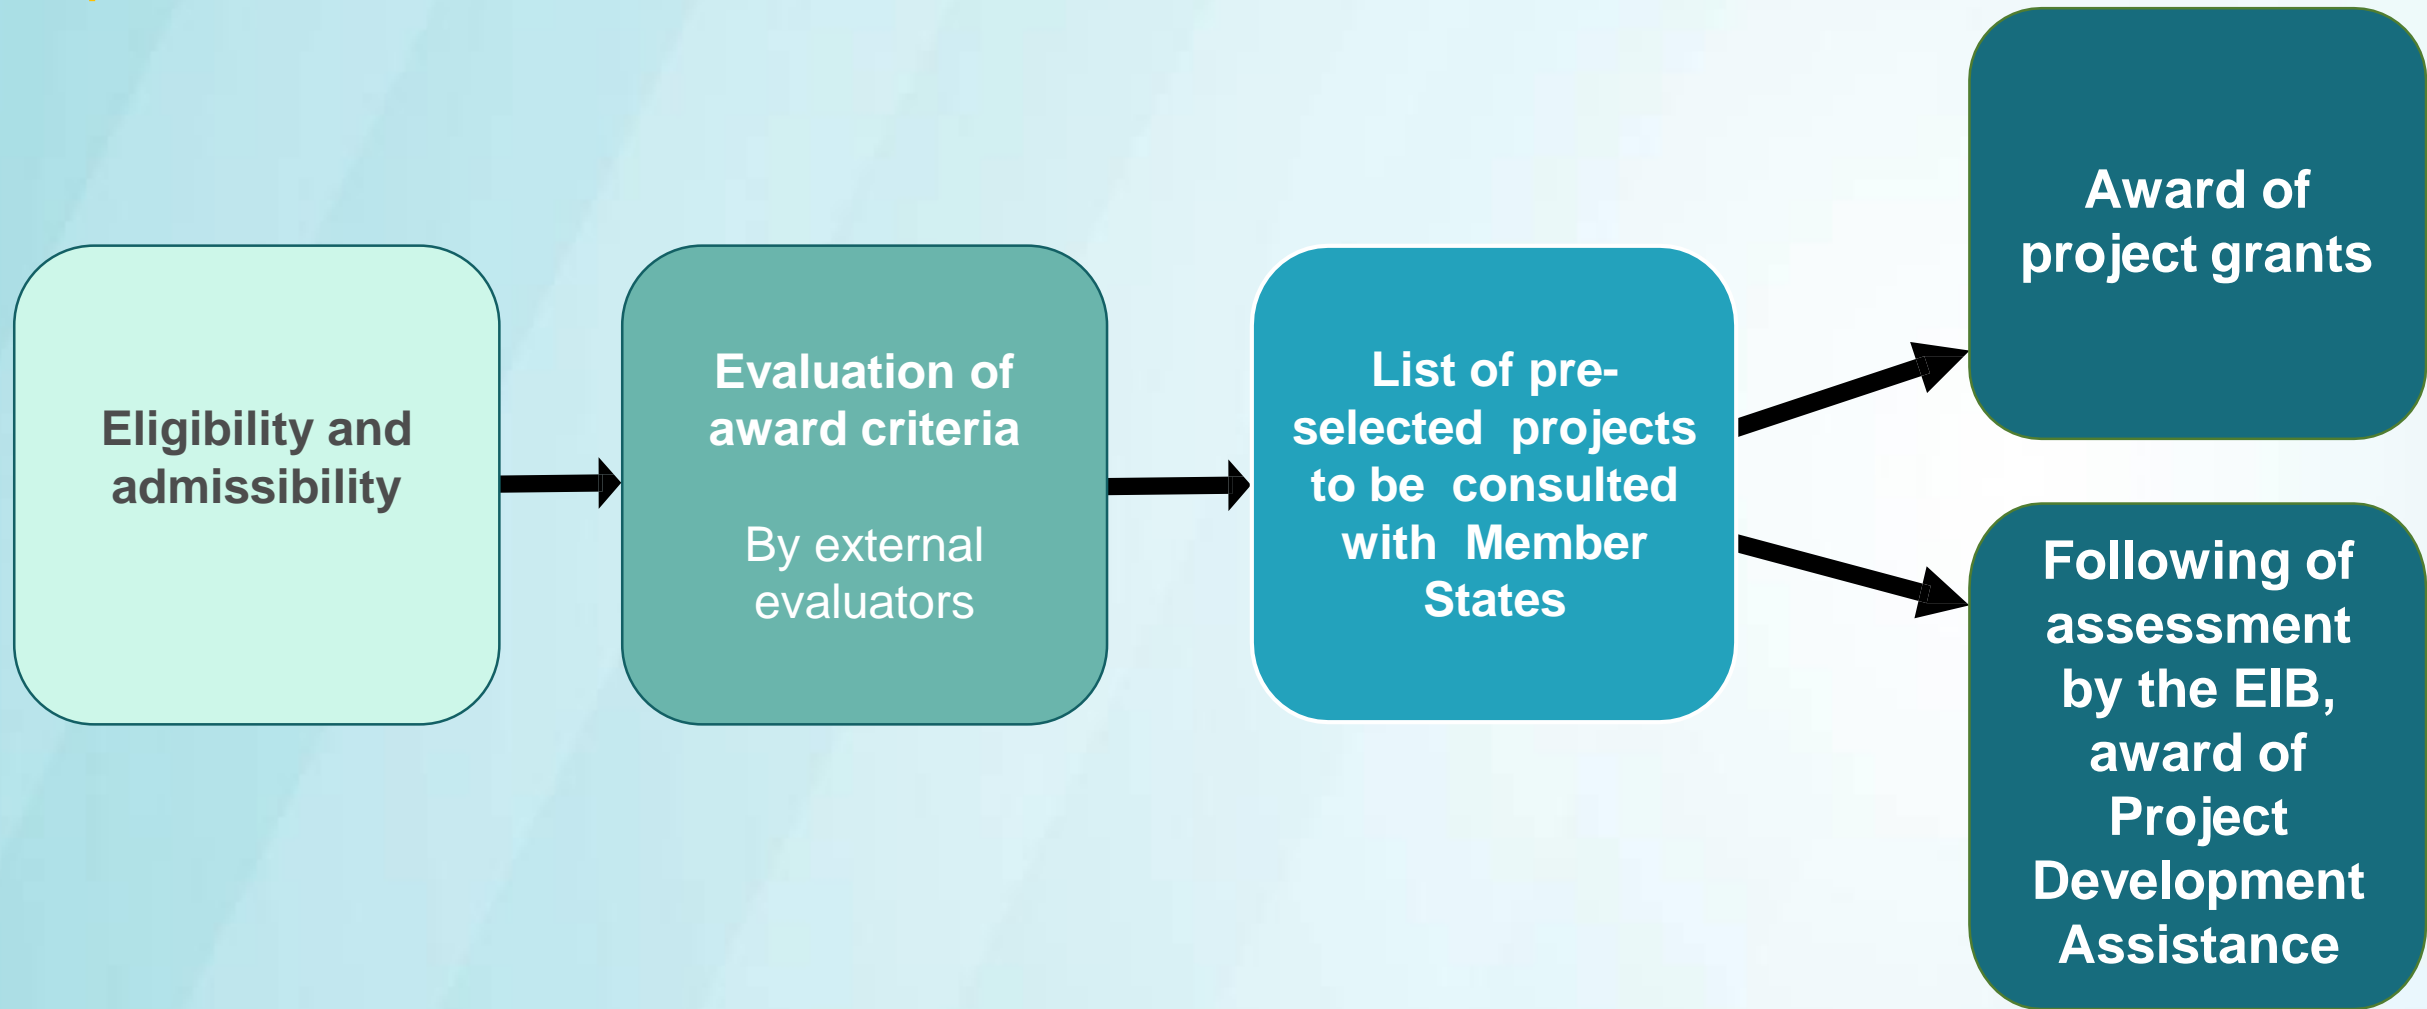 Eligibility and
admissibility
Evaluation of
award criteria
By external
evaluators
List of pre-
selected projects
to be consulted
with Member
States
Award of
project grants
Following of
assessment
by the EIB,
award of
Project
Development
Assistance